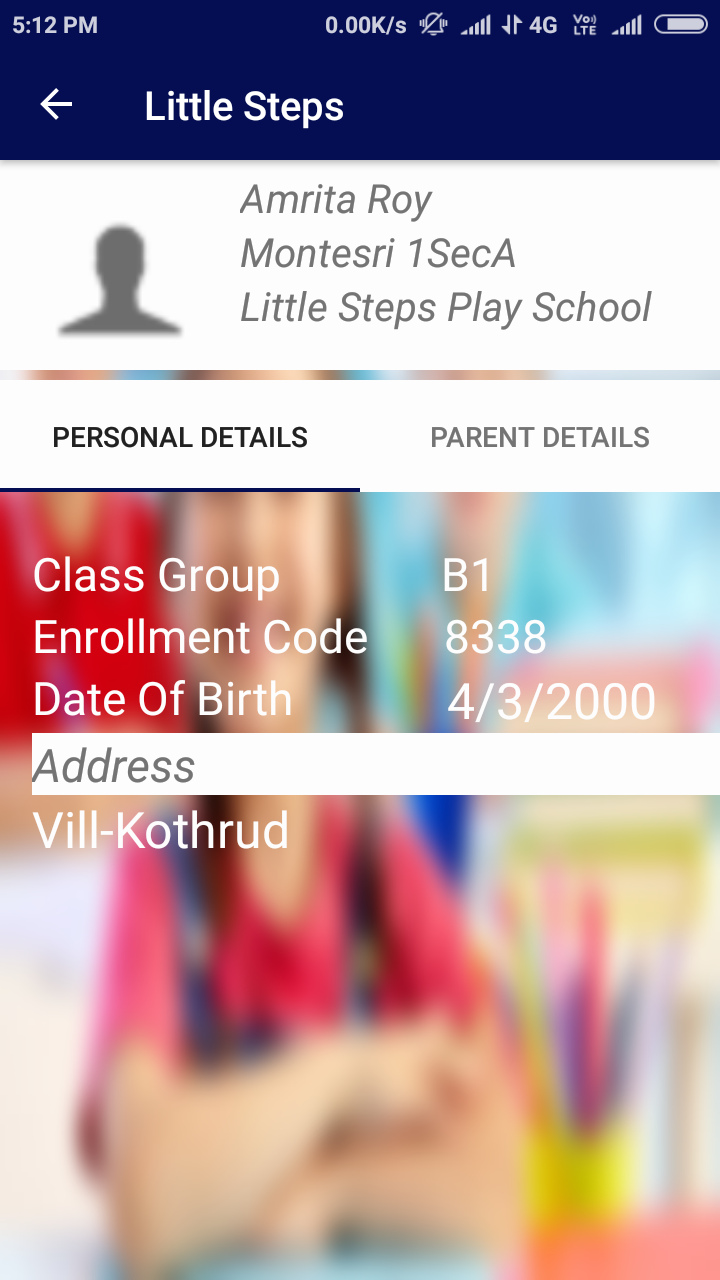 5:12 PM 0.00K/s 4G Vo)) LTE
Little Steps
Amrita Roy
Montesri 1SecA
Little Steps Play School
PERSONAL DETAILS PARENT DETAILS
Class Group B1
Enrollment Code 8338
Date Of Birth 4/3/2000
Address
Vill-Kothrud